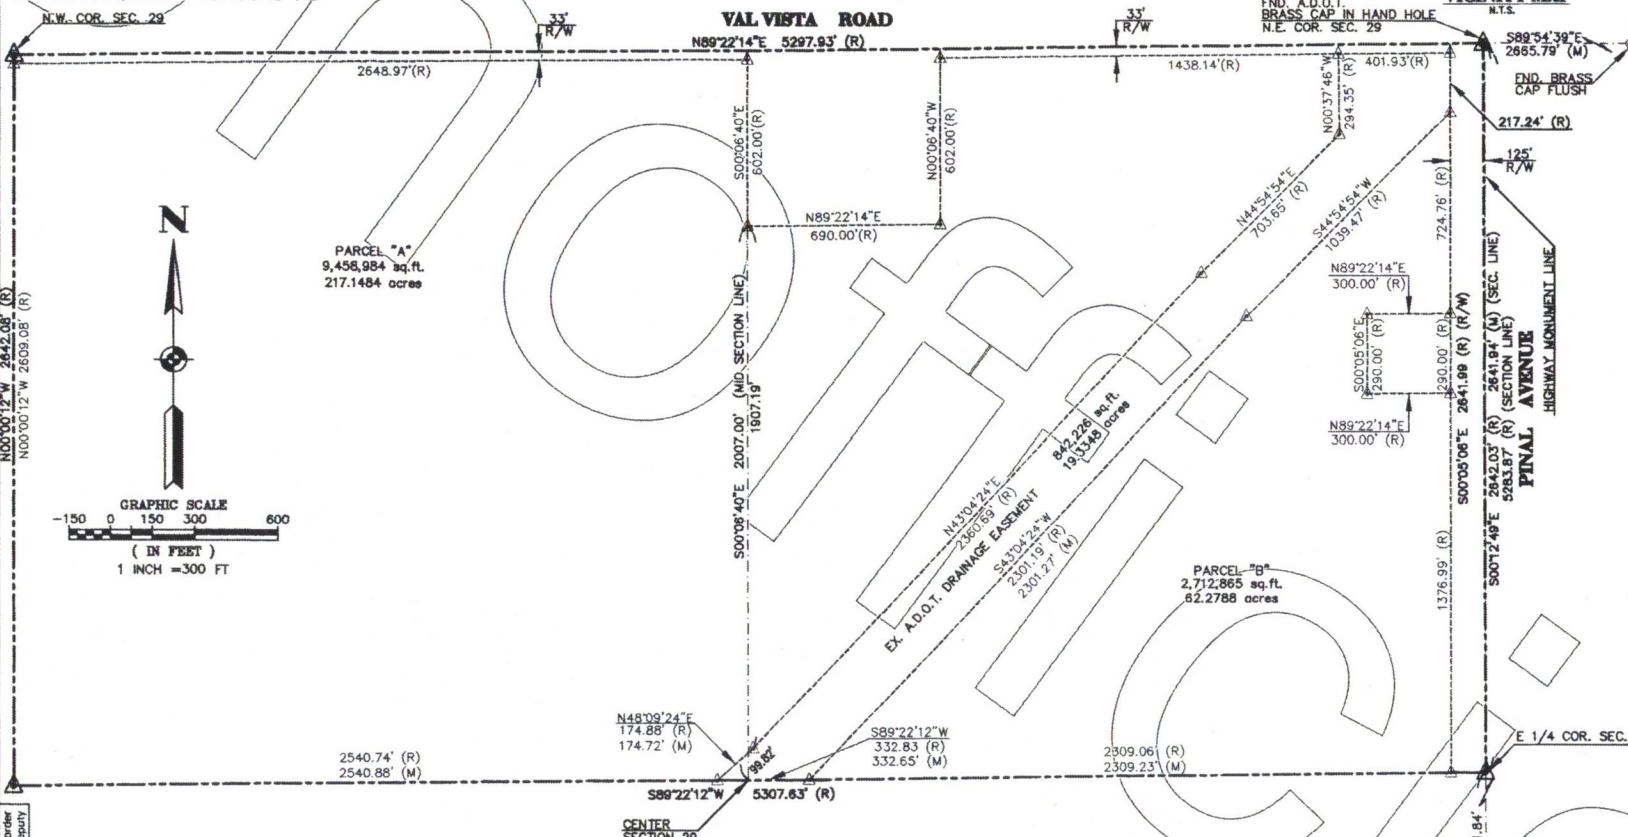 N.W. COR. SEC. 29
33'
R/W
VAL VISTA ROAD
N89°22'14"E 5297.93' (R)
33'
R/W
FND. A.D.O.T.
BRASS CAP IN HAND HOLE
N.E. COR. SEC. 29
N.T.S.
S89°54'39"E
2665.79' (M)
FND. BRASS
CAP FLUSH
2648.97'(R)
1438.14'(R)
401.93'(R)
217.24' (R)
125'
R/W
S00°06'40"E
602.00'(R)
N00°06'40"W
602.00'(R)
N00°37'46"W
294.35' (R)
N89°22'14"E
690.00'(R)
N44°54'54"E
703.65' (R)
S44°54'54"W
1039.47' (R)
724.76' (R)
N
PARCEL "A"
9,458,984 sq.ft.
217.1484 acres
N89°22'14"E
300.00' (R)
S00°05'06"E
290.00' (R)
290.00' (R)
N89°22'14"E
300.00' (R)
N00°00'12"W 2642.08' (R)
N00°00'12"W 2609.08' (R)
S00°06'40"E 2007.00' (MID SECTION LINE)
1907.19'
S00°05'06"E 2641.99 (R) (R/W)
S00°12'49"E 2642.03' (R) 2641.94' (M) (SEC. LINE)
5283.87' (R) (SECTION LINE)
PINAL AVENUE
HIGHWAY MONUMENT LINE
842,226 sq.ft.
19.3348 acres
GRAPHIC SCALE
-150 0 150 300 600
( IN FEET )
1 INCH =300 FT
N43°04'24"E
2360.69' (R)
EX. A.D.O.T. DRAINAGE EASEMENT
S43°04'24"W
2301.19' (R)
2301.27' (M)
PARCEL "B"
2,712,865 sq.ft.
62.2788 acres
1376.99' (R)
N48°09'24"E
174.88' (R)
174.72' (M)
99.82'
S89°22'12"W
332.83 (R)
332.65' (M)
2540.74' (R)
2540.88' (M)
2309.06' (R)
2309.23' (M)
E 1/4 COR. SEC.
S89°22'12"W 5307.63' (R)
CENTER
SECTION 29
.84'
order
eputy
unoffici